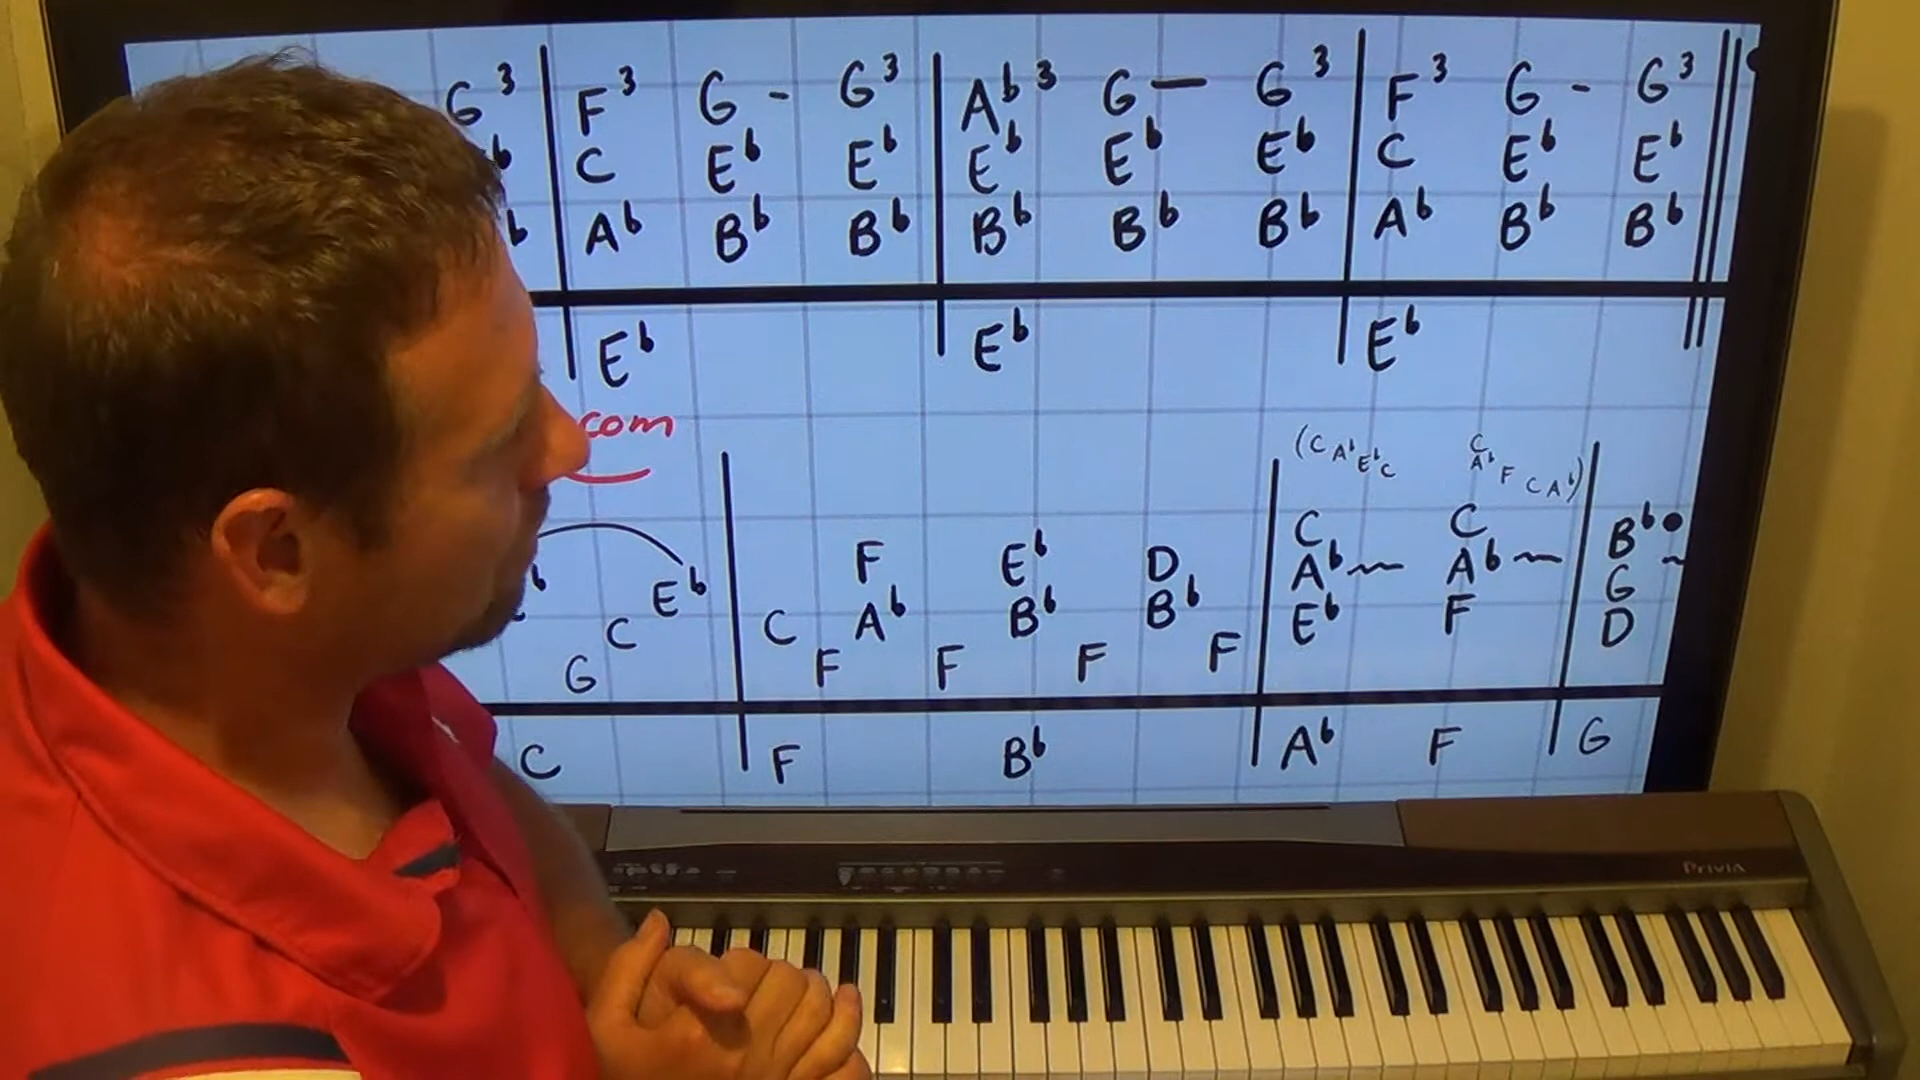 G³ F³ G - G³ A♭³ G — G³ F³ G - G³
♭ C E♭ E♭ E♭ E♭ E♭ C E♭ E♭
♭ A♭ B♭ B♭ B♭ B♭ B♭ A♭ B♭ B♭
E♭ E♭ E♭
com
(C A♭ E♭ C C A♭ F C A♭)
C C B♭•
♭ F E♭ D A♭ ~ A♭ ~ G ~
E♭ C A♭ B♭ B♭ E♭ F D
C
G F F F F
C F B♭ A♭ F G
Privia